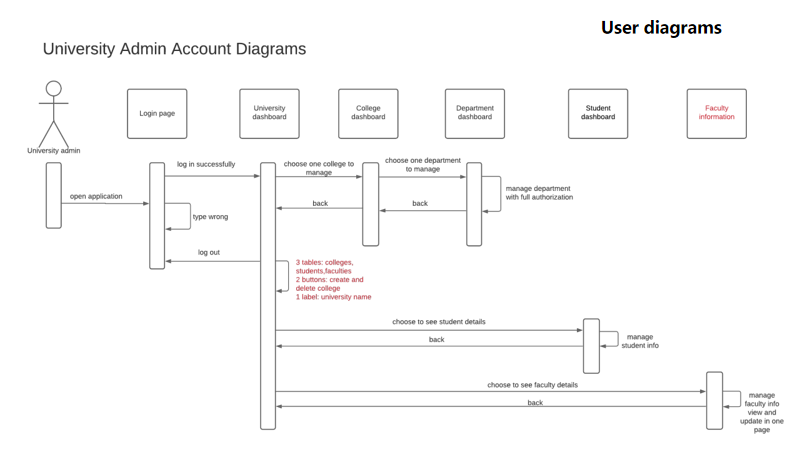 User diagrams
University Admin Account Diagrams
Login page
University
dashboard
College
dashboard
Department
dashboard
Student
dashboard
Faculty
information
University admin
log in successfully
choose one college to
manage
choose one department
to manage
open application
type wrong
back
back
manage department
with full authorization
log out
3 tables: colleges,
students,faculties
2 buttons: create and
delete college
1 label: university name
choose to see student details
back
manage
student info
choose to see faculty details
back
manage
faculty info
view and
update in one
page